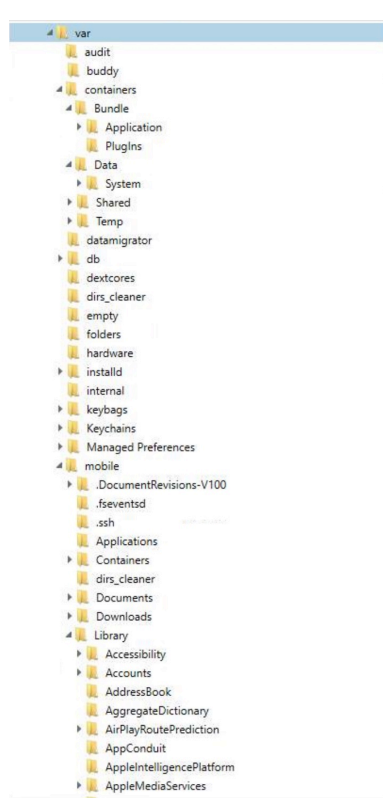 var
audit
buddy
containers
Bundle
Application
PlugIns
Data
System
Shared
Temp
datamigrator
db
dextcores
dirs_cleaner
empty
folders
hardware
installd
internal
keybags
Keychains
Managed Preferences
mobile
.DocumentRevisions-V100
.fseventsd
.ssh
Applications
Containers
dirs_cleaner
Documents
Downloads
Library
Accessibility
Accounts
AddressBook
AggregateDictionary
AirPlayRoutePrediction
AppConduit
AppleIntelligencePlatform
AppleMediaServices